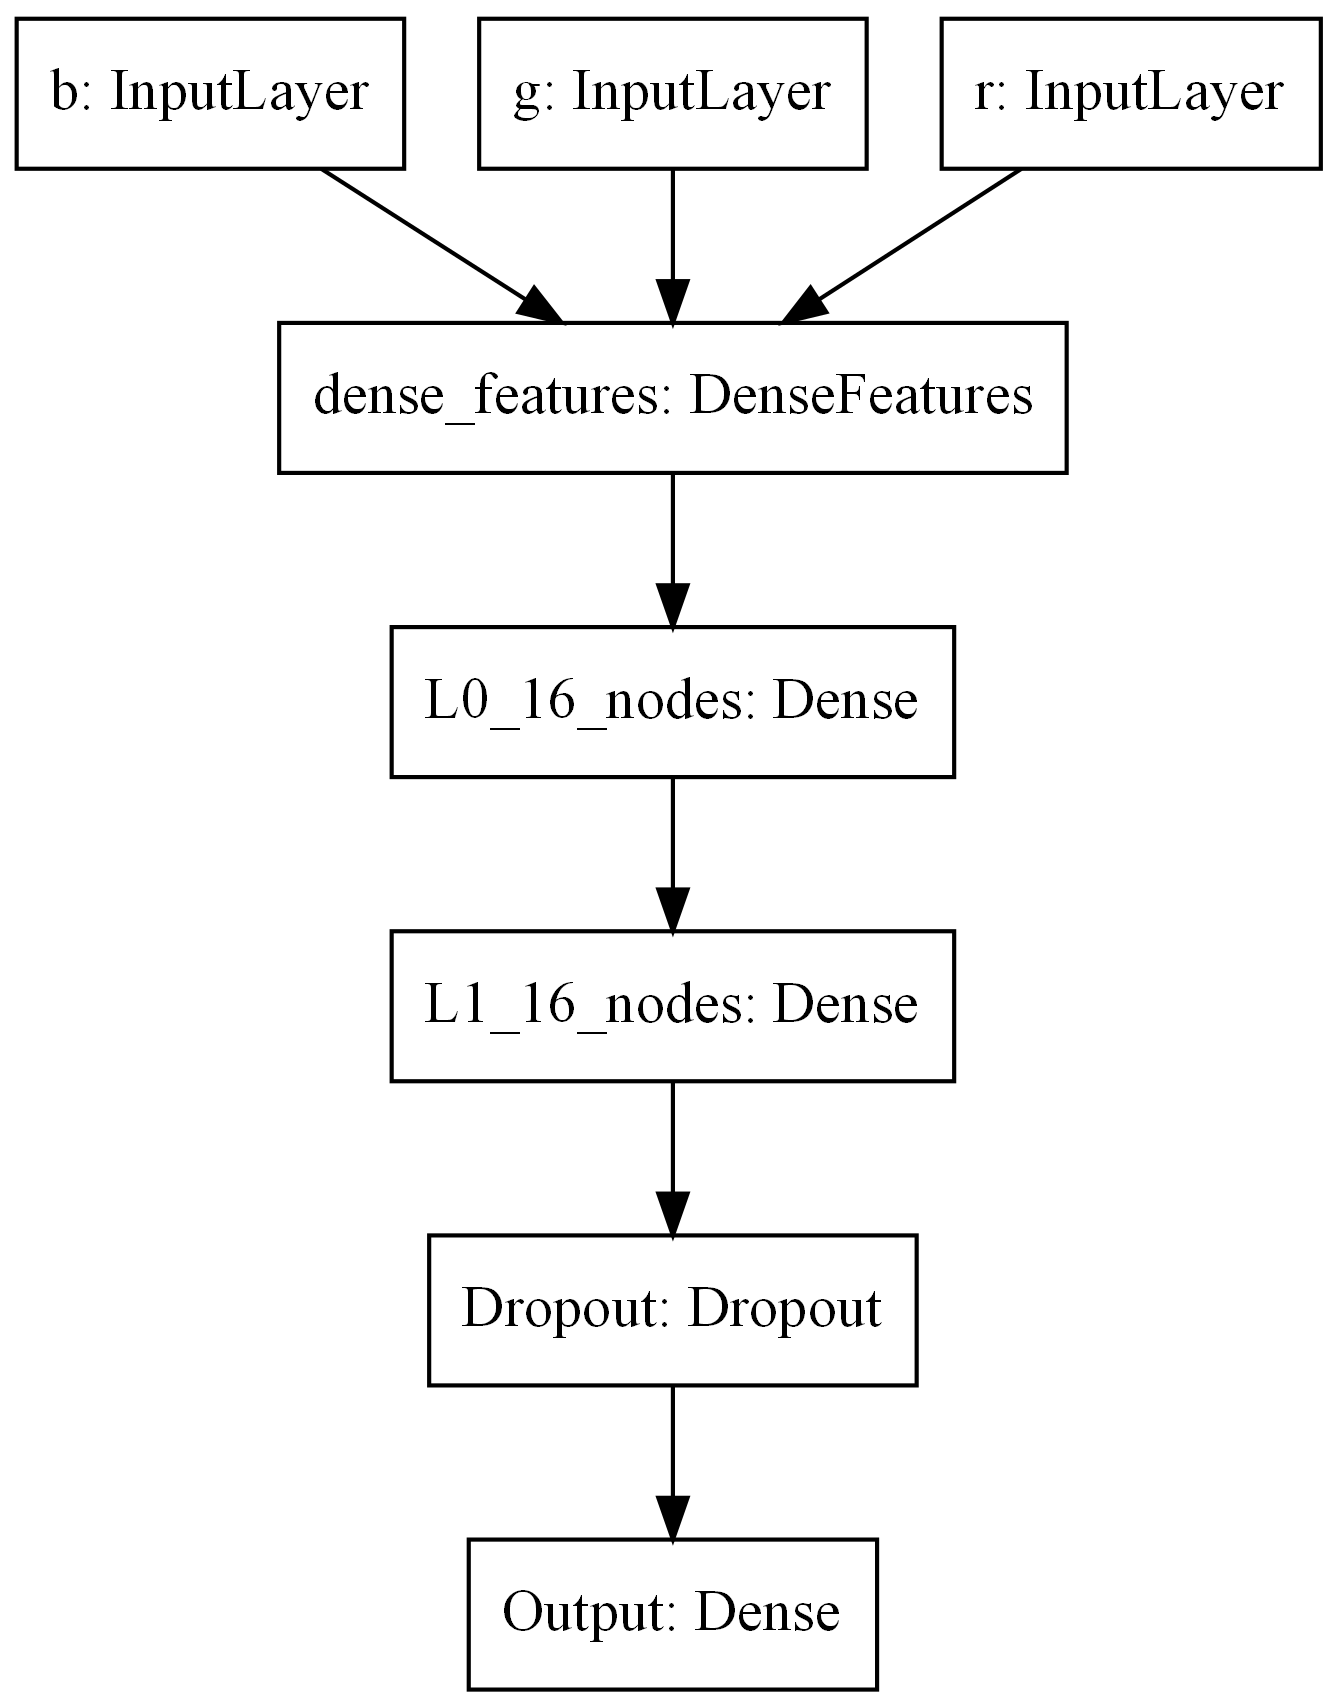 b: InputLayer
g: InputLayer
r: InputLayer
dense_features: DenseFeatures
L0_16_nodes: Dense
L1_16_nodes: Dense
Dropout: Dropout
Output: Dense